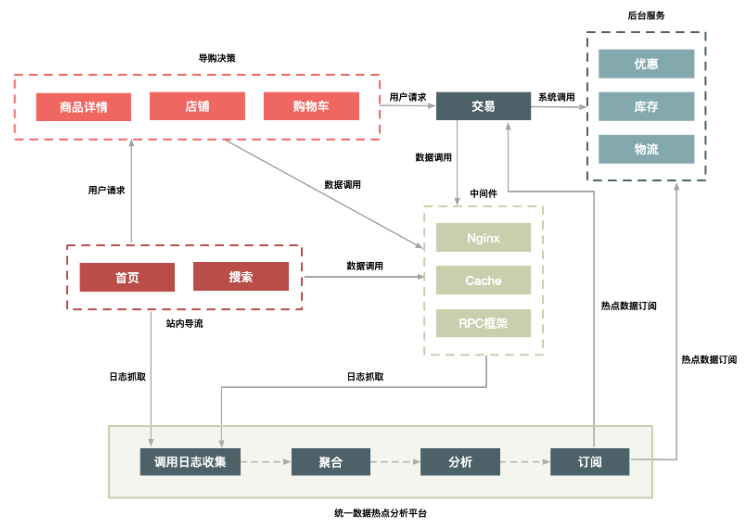 后台服务
导购决策
优惠
商品详情
店铺
购物车
用户请求
交易
系统调用
库存
物流
数据调用
用户请求
数据调用
中间件
Nginx
首页
搜索
数据调用
Cache
热点数据订阅
站内导流
RPC框架
热点数据订阅
日志抓取
日志抓取
调用日志收集
聚合
分析
订阅
统一数据热点分析平台